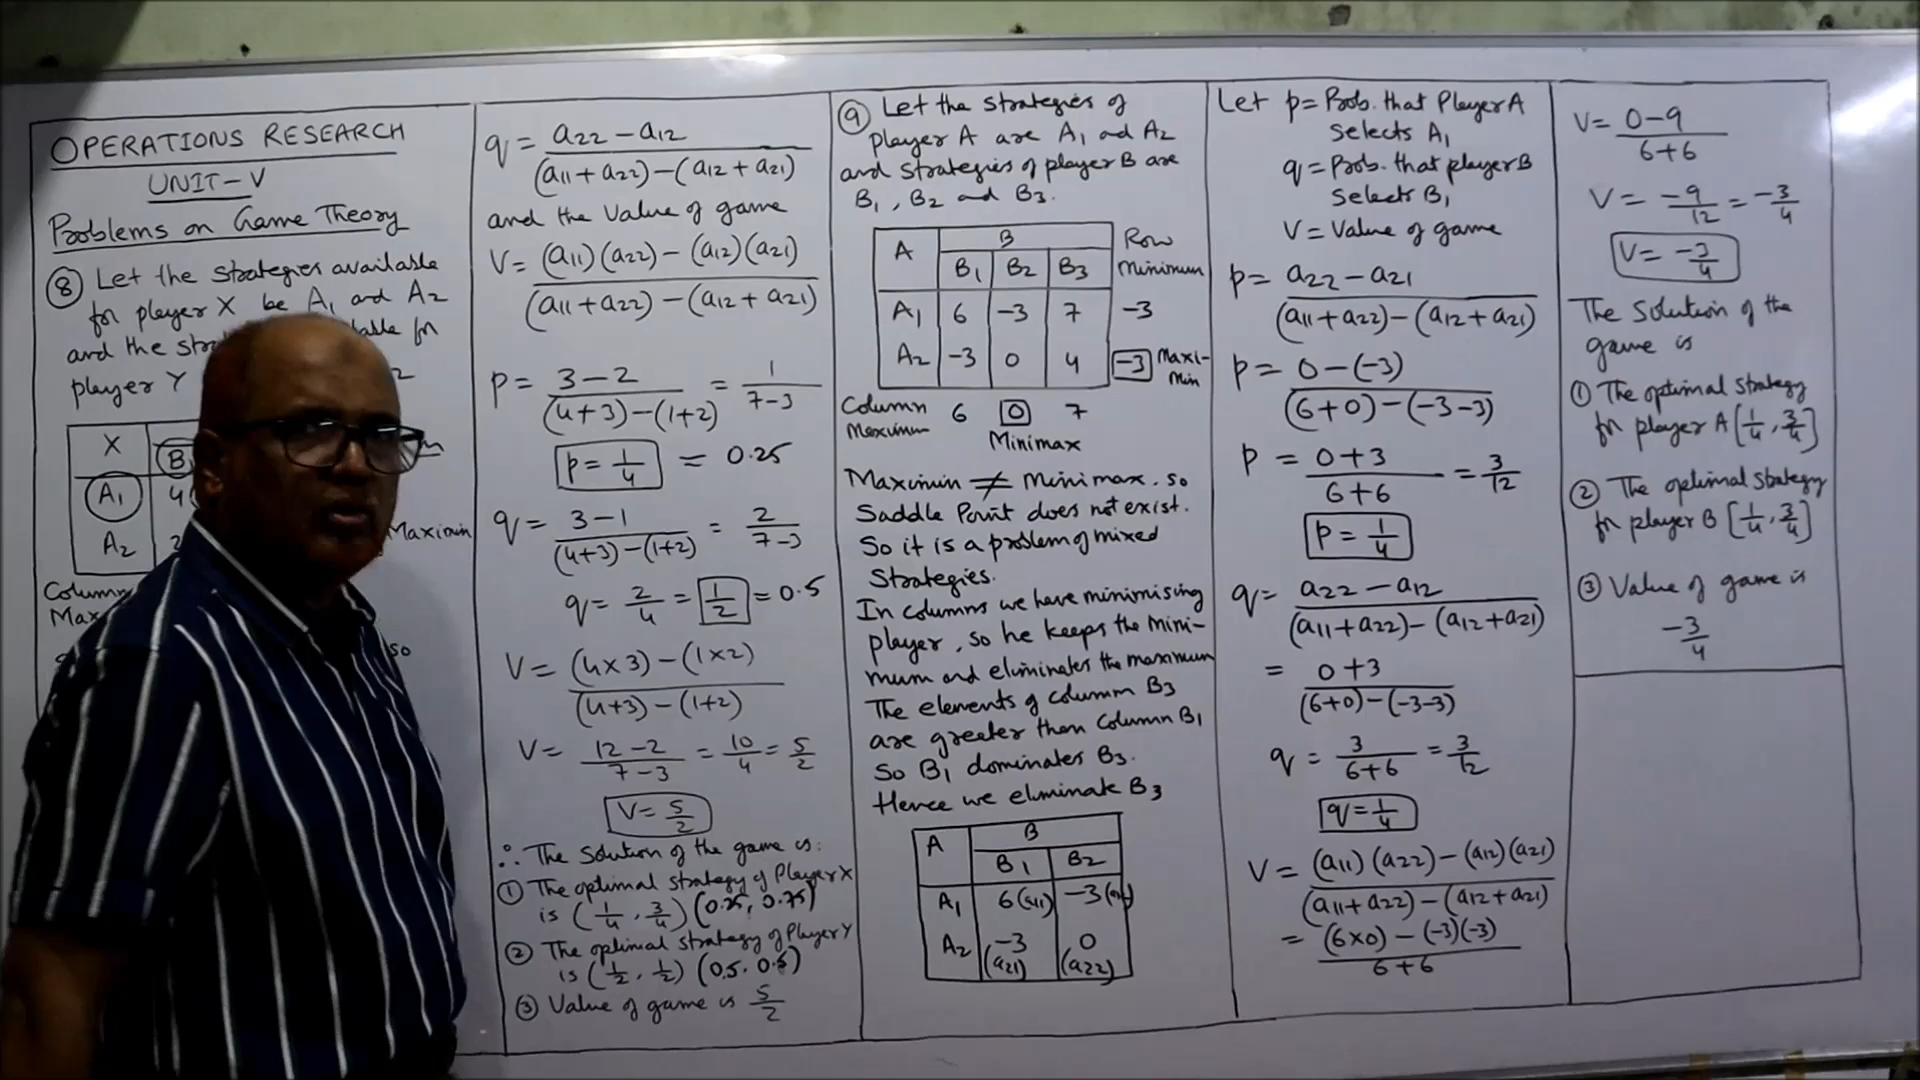 OPERATIONS RESEARCH
UNIT-V
Problems on Game Theory
⑧ Let the strategies available
for player X be A1 and A2
and the
player Y
X B
A1 4
A2 2
Maximin
Column
Max
so
q = a22 - a12
(a11 + a22) - (a12 + a21)
and the Value of game
V = (a11)(a22) - (a12)(a21)
(a11 + a22) - (a12 + a21)
p = 3 - 2 = 1
(4+3) - (1+2) 7-3
p = 1/4 = 0.25
q = 3 - 1 = 2
(4+3) - (1+2) 7-3
q = 2/4 = 1/2 = 0.5
V = (4×3) - (1×2)
(4+3) - (1+2)
V = 12 - 2 = 10 = 5
7 - 3 4 2
V = 5/2
∴ The Solution of the game is:
① The optimal strategy of Player X
is (1/4, 3/4) (0.25, 0.75)
② The optimal strategy of Player Y
is (1/2, 1/2) (0.5, 0.5)
③ Value of game is 5/2
⑨ Let the strategies of
player A are A1 and A2
and strategies of player B are
B1, B2 and B3.
A B Row
B1 B2 B3 Minimum
A1 6 -3 7 -3
A2 -3 0 4 -3 Maxi-
min
Column 6 0 7
Maximum Minimax
Maximin ≠ Minimax. so
Saddle Point does not exist.
So it is a problem of mixed
strategies.
In columns we have minimising
player, so he keeps the mini-
mum and eliminates the maximum
The elements of column B3
are greater than column B1
So B1 dominates B3.
Hence we eliminate B3
A B
B1 B2
A1 6(a11) -3
A2 -3 0
(a21) (a22)
Let p = Prob. that Player A
selects A1
q = Prob. that player B
Selects B1
V = Value of game
p = a22 - a21
(a11 + a22) - (a12 + a21)
p = 0 - (-3)
(6+0) - (-3-3)
p = 0+3 = 3
6+6 12
p = 1/4
q = a22 - a12
(a11 + a22) - (a12 + a21)
= 0+3
(6+0) - (-3-3)
q = 3 = 3
6+6 12
q = 1/4
V = (a11)(a22) - (a12)(a21)
(a11 + a22) - (a12 + a21)
= (6×0) - (-3)(-3)
6+6
V = 0-9
6+6
V = -9/12 = -3/4
V = -3/4
The Solution of the
game is
① The optimal strategy
for player A [1/4, 3/4]
② The optimal strategy
for player B [1/4, 3/4]
③ Value of game is
-3/4